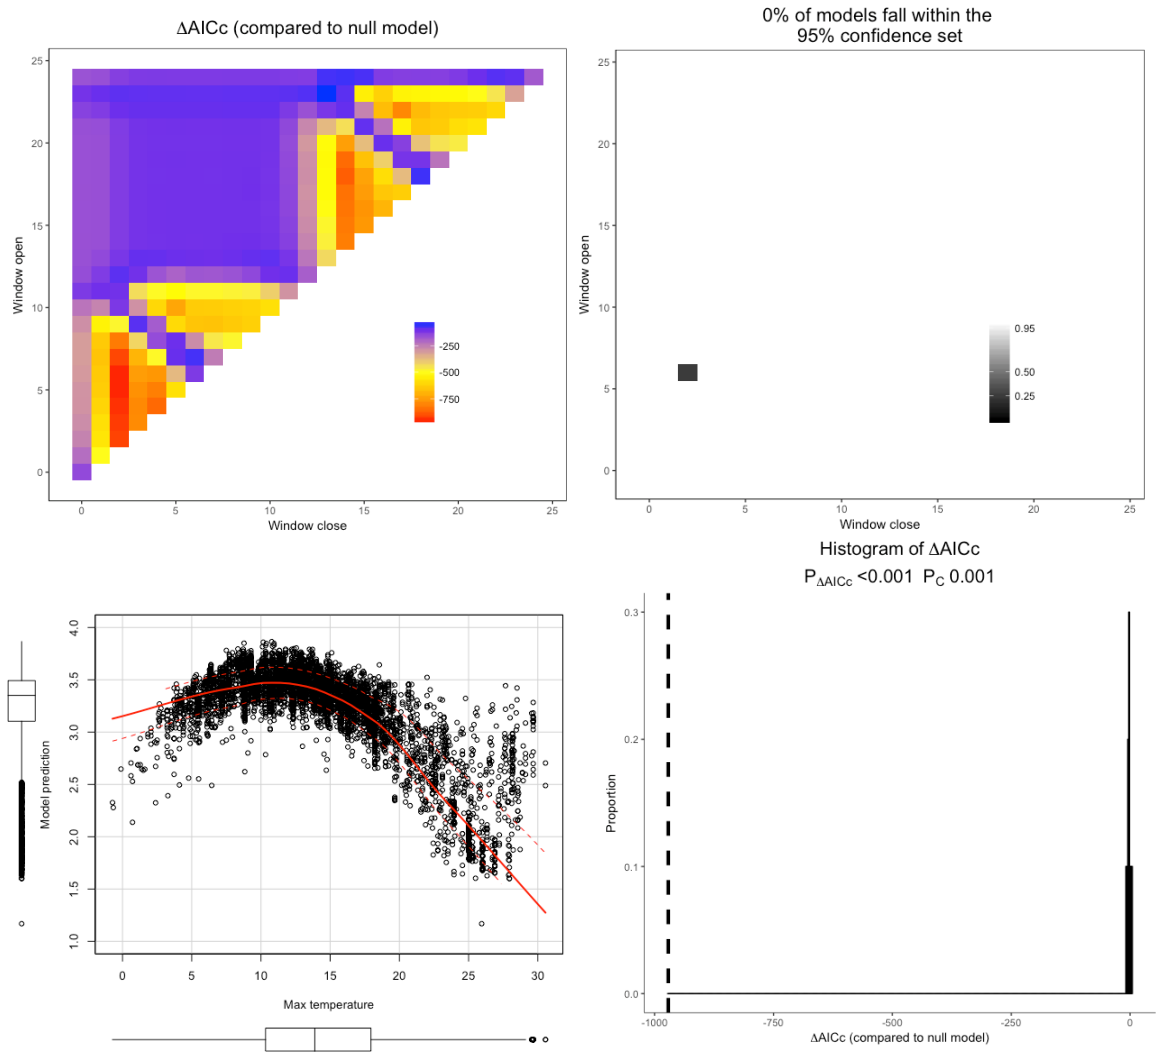 ΔAICc (compared to null model)
25
20
15
10
5
0
Window open
0 5 10 15 20 25
Window close
-250
-500
-750
0% of models fall within the
95% confidence set
25
20
15
10
5
0
Window open
0 5 10 15 20 25
Window close
0.95
0.50
0.25
4.0
3.5
3.0
2.5
2.0
1.5
1.0
Model prediction
0 5 10 15 20 25 30
Max temperature
Histogram of ΔAICc
PΔAICc <0.001 PC 0.001
0.3
0.2
0.1
0.0
Proportion
-1000 -750 -500 -250 0
ΔAICc (compared to null model)